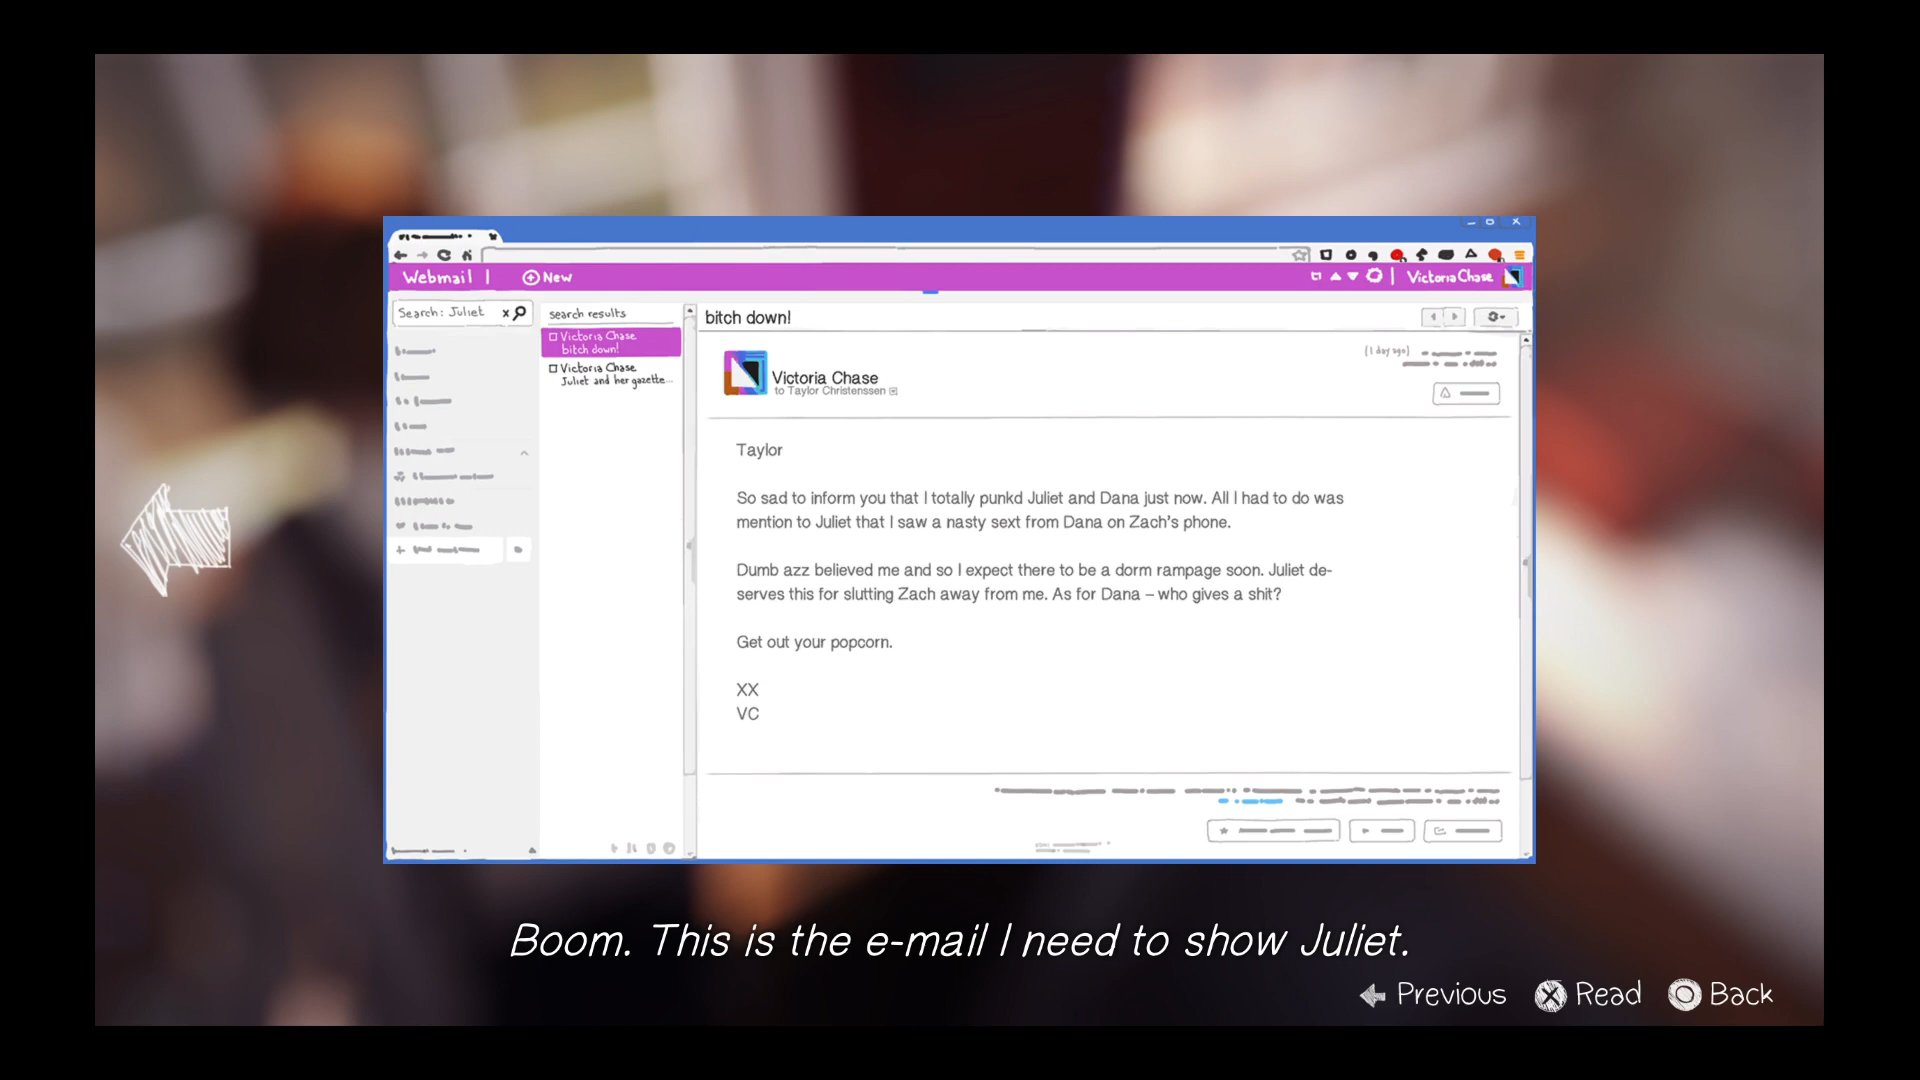 Webmail | New
Victoria Chase
Search: Juliet x
search results
Victoria Chase
bitch down!
Victoria Chase
Juliet and her gazette...
bitch down!
(1 day ago)
Victoria Chase
to Taylor Christenssen
Taylor
So sad to inform you that I totally punkd Juliet and Dana just now. All I had to do was
mention to Juliet that I saw a nasty sext from Dana on Zach's phone.
Dumb azz believed me and so I expect there to be a dorm rampage soon. Juliet de-
serves this for slutting Zach away from me. As for Dana – who gives a shit?
Get out your popcorn.
XX
VC
Boom. This is the e-mail I need to show Juliet.
Previous
Read
Back